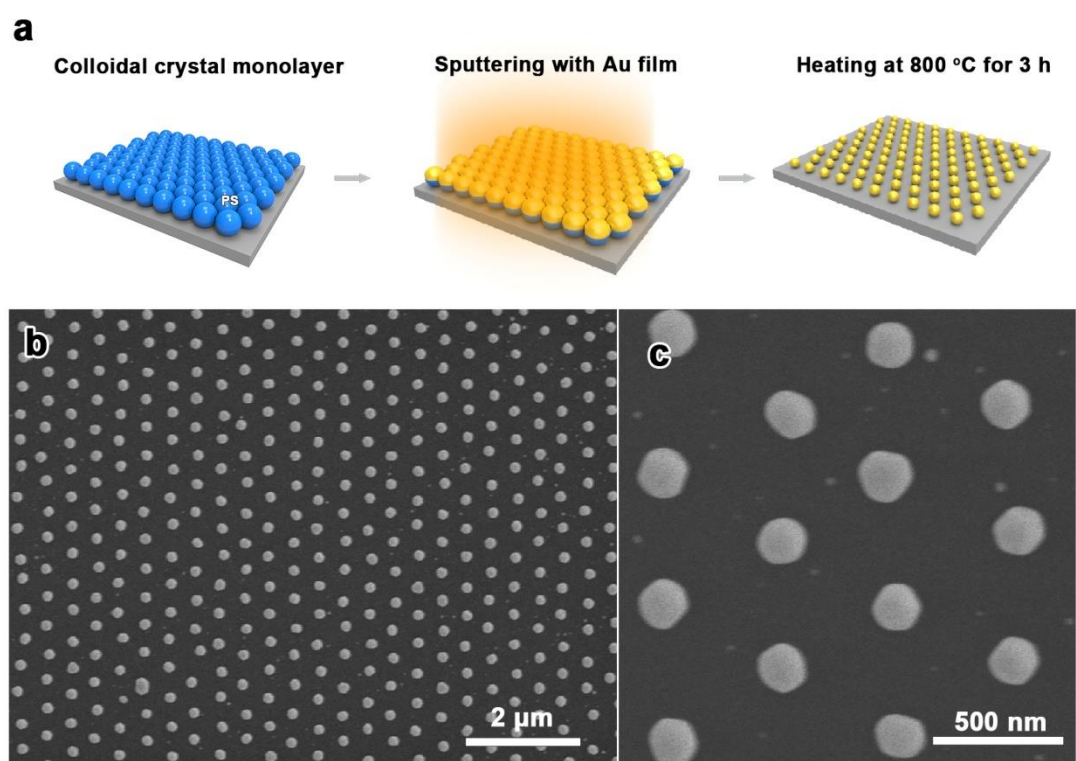 a
Colloidal crystal monolayer
Sputtering with Au film
Heating at 800 °C for 3 h
PS
b
c
2 μm
500 nm